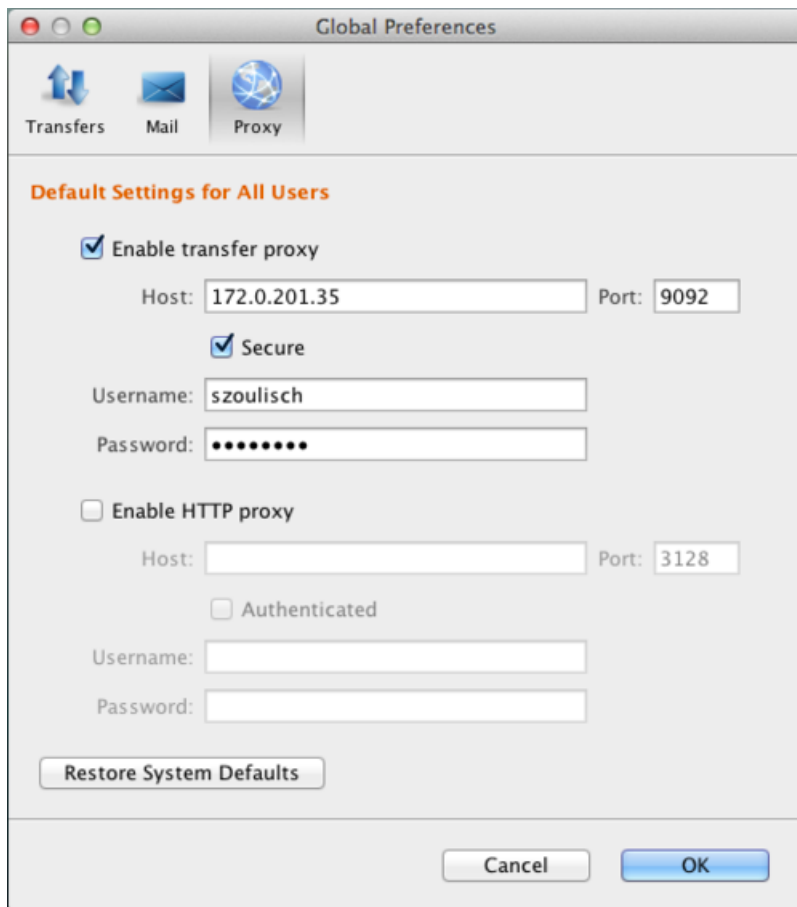 Global Preferences
Transfers Mail Proxy
Default Settings for All Users
Enable transfer proxy
Host: 172.0.201.35 Port: 9092
Secure
Username: szoulisch
Password: ••••••••
Enable HTTP proxy
Host: Port: 3128
Authenticated
Username:
Password:
Restore System Defaults
Cancel OK